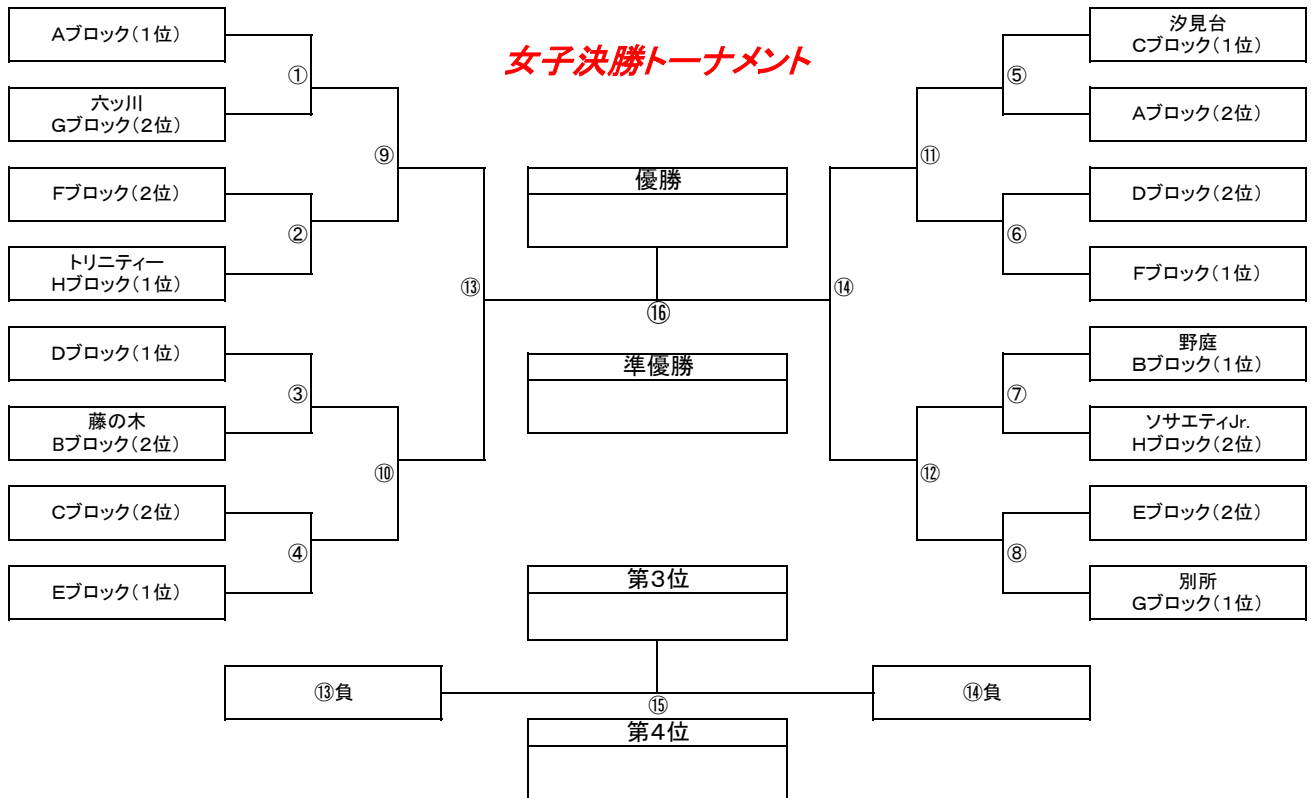 女子決勝トーナメント
Aブロック(1位)
①
六ッ川
Gブロック(2位)
⑨
Fブロック(2位)
②
トリニティー
Hブロック(1位)
⑬
Dブロック(1位)
③
藤の木
Bブロック(2位)
⑩
Cブロック(2位)
④
Eブロック(1位)
優勝
⑯
準優勝
汐見台
Cブロック(1位)
⑤
Aブロック(2位)
⑪
Dブロック(2位)
⑥
Fブロック(1位)
⑭
野庭
Bブロック(1位)
⑦
ソサエティJr.
Hブロック(2位)
⑫
Eブロック(2位)
⑧
別所
Gブロック(1位)
第3位
⑬負
⑮
⑭負
第4位